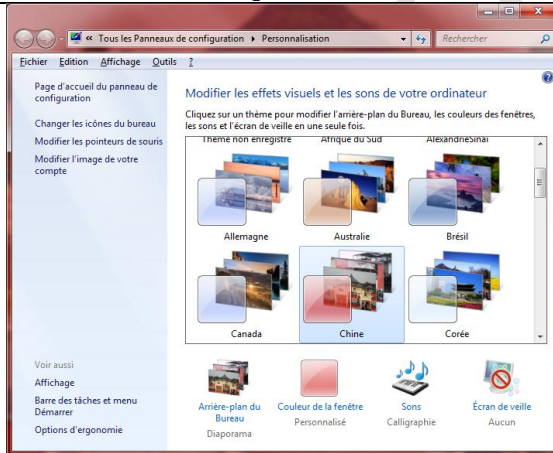 « Tous les Panneaux de configuration ▸ Personnalisation
Rechercher
Fichier Edition Affichage Outils ?
Page d'accueil du panneau de
configuration
Changer les icônes du bureau
Modifier les pointeurs de souris
Modifier l'image de votre
compte
Modifier les effets visuels et les sons de votre ordinateur
Cliquez sur un thème pour modifier l'arrière-plan du Bureau, les couleurs des fenêtres,
les sons et l'écran de veille en une seule fois.
Thème non enregistré Afrique du Sud AlexandrieSinaï
Allemagne Australie Brésil
Canada Chine Corée
Voir aussi
Affichage
Barre des tâches et menu
Démarrer
Options d'ergonomie
Arrière-plan du
Bureau
Diaporama
Couleur de la fenêtre
Personnalisé
Sons
Calligraphie
Écran de veille
Aucun